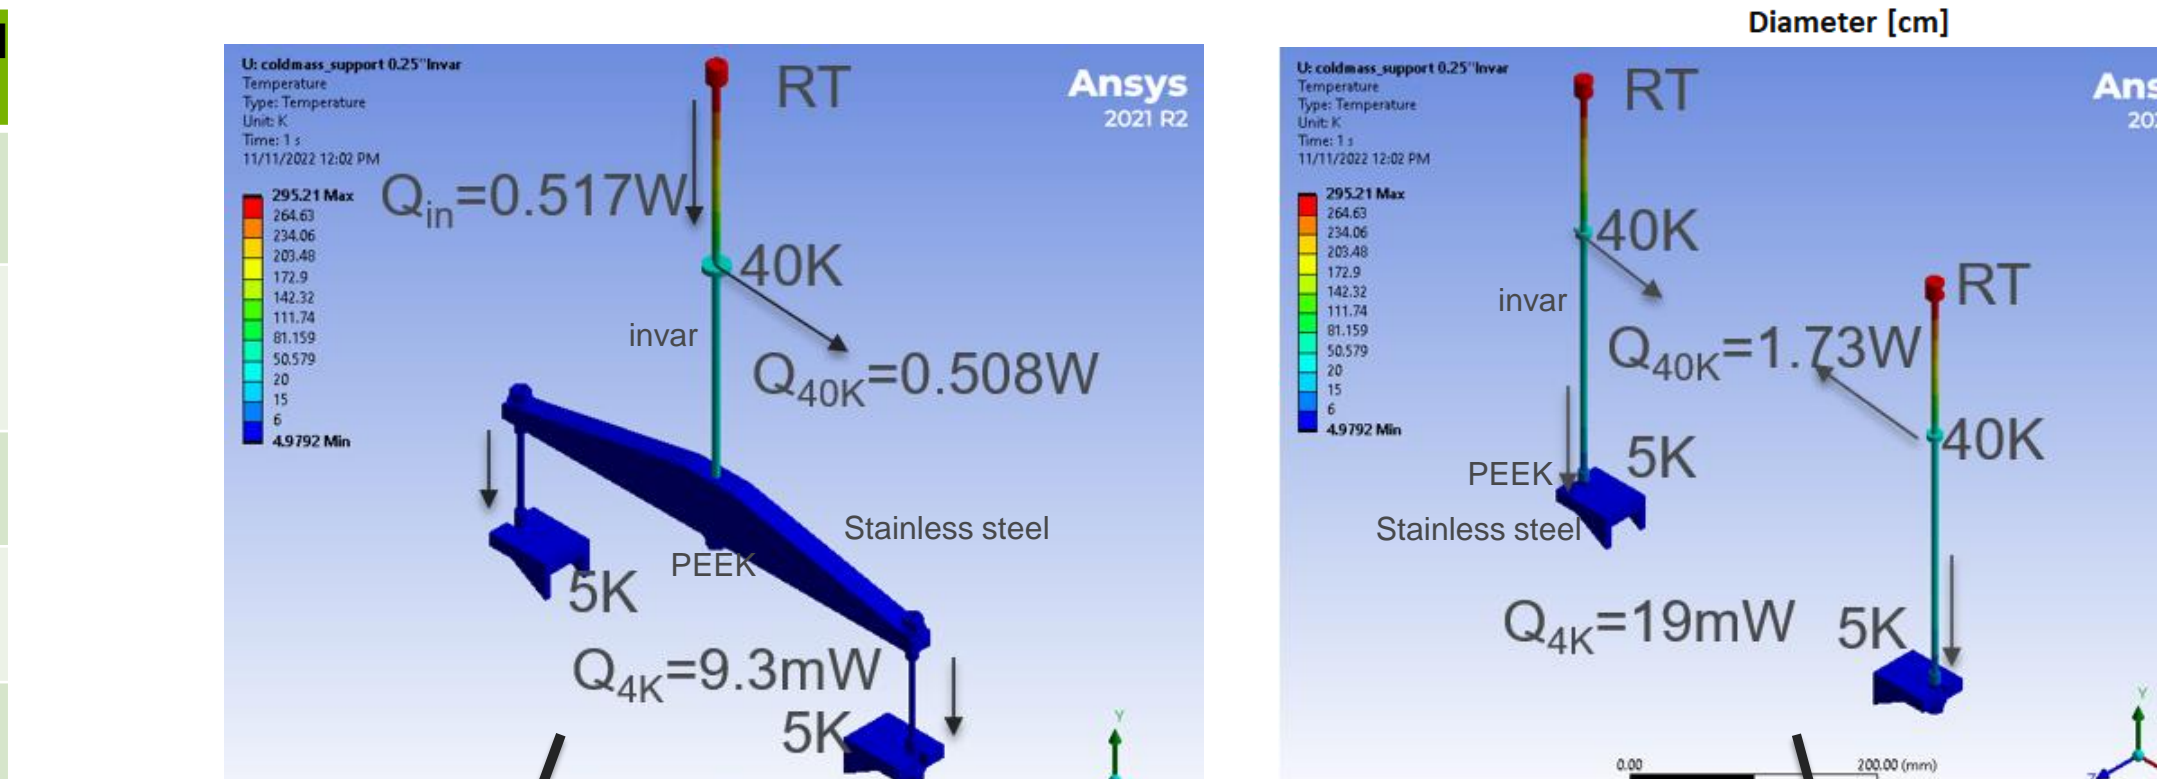 Diameter [cm]
U: coldmass_support 0.25"Invar
Temperature
Type: Temperature
Unit: K
Time: 1 s
11/11/2022 12:02 PM
295.21 Max
264.63
234.06
203.48
172.9
142.32
111.74
81.159
50.579
20
15
6
4.9792 Min
RT
Ansys
2021 R2
Qin=0.517W
40K
invar
Q40K=0.508W
Stainless steel
PEEK
5K
Q4K=9.3mW
5K
Y
U: coldmass_support 0.25"Invar
Temperature
Type: Temperature
Unit: K
Time: 1 s
11/11/2022 12:02 PM
295.21 Max
264.63
234.06
203.48
172.9
142.32
111.74
81.159
50.579
20
15
6
4.9792 Min
RT
Ans
202
40K
invar
RT
Q40K=1.73W
40K
PEEK
5K
Stainless steel
Q4K=19mW
5K
Y
0.00
200.00 (mm)